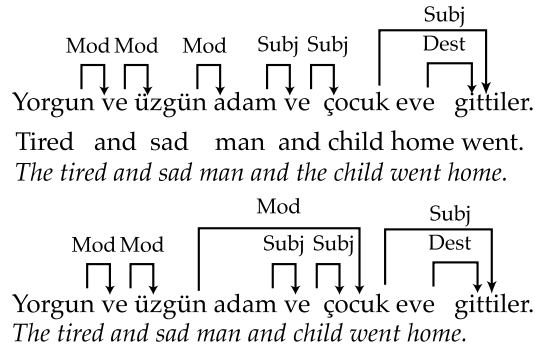 Subj
Mod Mod Mod Subj Subj Dest
Yorgun ve üzgün adam ve çocuk eve gittiler.
Tired and sad man and child home went.
The tired and sad man and the child went home.
Mod Subj
Mod Mod Subj Subj Dest
Yorgun ve üzgün adam ve çocuk eve gittiler.
The tired and sad man and child went home.